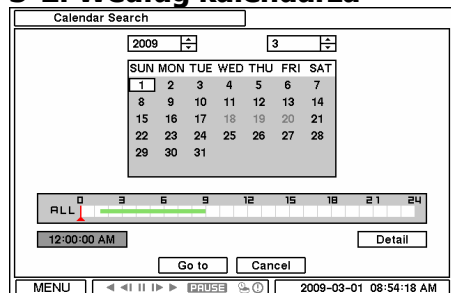 Calendar Search
2009 3
SUN MON TUE WED THU FRI SAT
1 2 3 4 5 6 7
8 9 10 11 12 13 14
15 16 17 18 19 20 21
22 23 24 25 26 27 28
29 30 31
0 3 6 9 12 15 18 21 24
ALL
12:00:00 AM Detail
Go to Cancel
MENU PAUSE 2009-03-01 08:54:18 AM